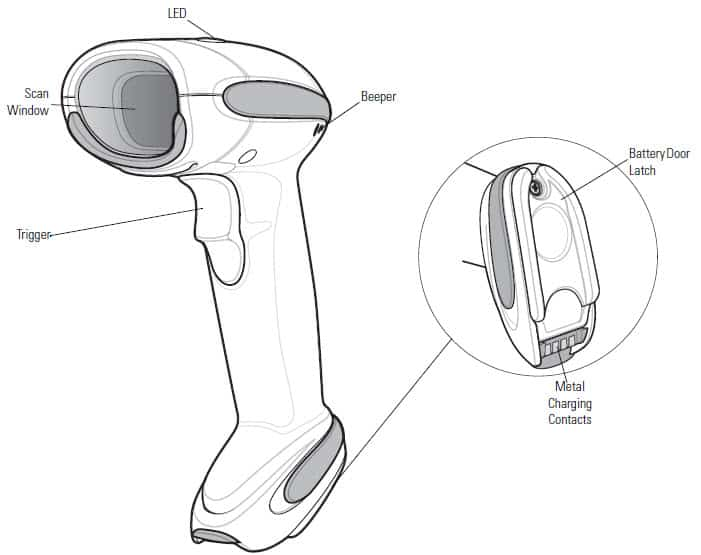 LED
Scan
Window
Beeper
Trigger
Battery Door
Latch
Metal
Charging
Contacts